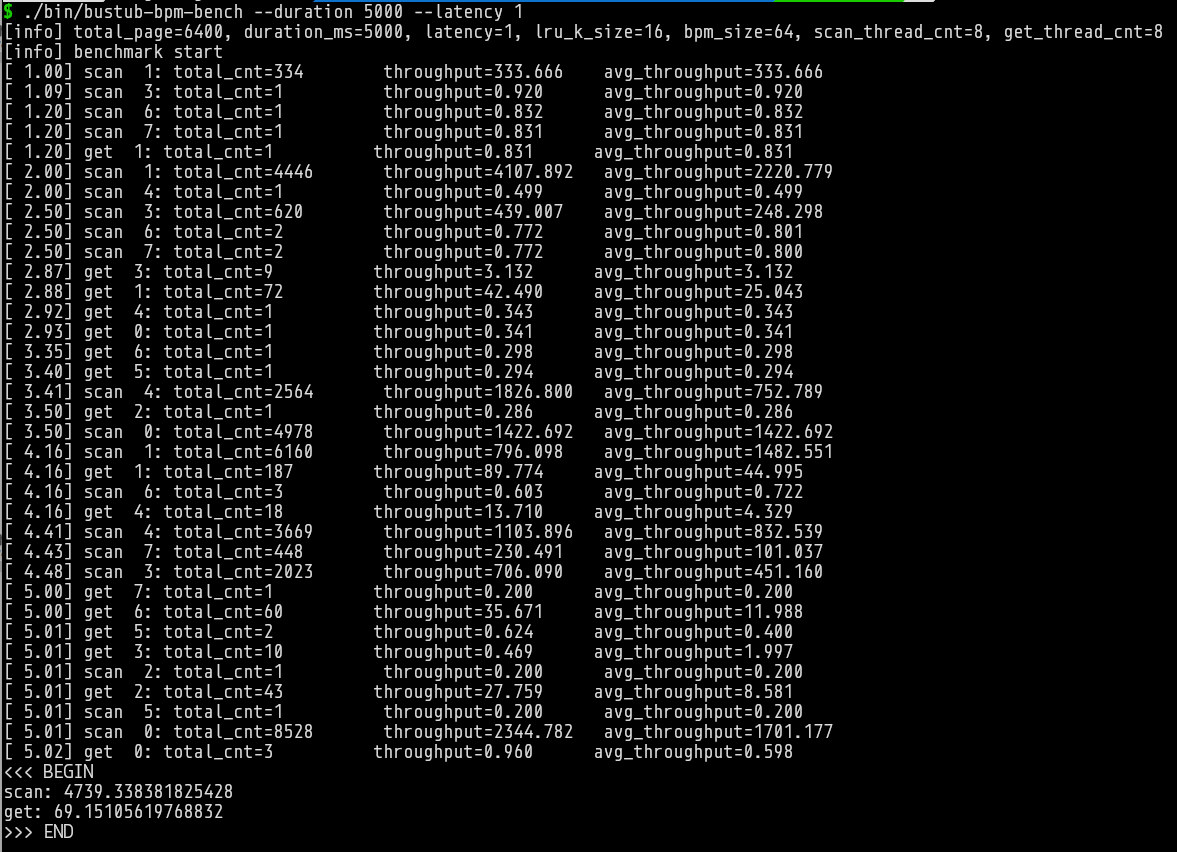 $ ./bin/bustub-bpm-bench --duration 5000 --latency 1
[info] total_page=6400, duration_ms=5000, latency=1, lru_k_size=16, bpm_size=64, scan_thread_cnt=8, get_thread_cnt=8
[info] benchmark start
[ 1.00] scan  1: total_cnt=334        throughput=333.666    avg_throughput=333.666
[ 1.09] scan  3: total_cnt=1          throughput=0.920      avg_throughput=0.920
[ 1.20] scan  6: total_cnt=1          throughput=0.832      avg_throughput=0.832
[ 1.20] scan  7: total_cnt=1          throughput=0.831      avg_throughput=0.831
[ 1.20] get  1: total_cnt=1          throughput=0.831      avg_throughput=0.831
[ 2.00] scan  1: total_cnt=4446       throughput=4107.892   avg_throughput=2220.779
[ 2.00] scan  4: total_cnt=1          throughput=0.499      avg_throughput=0.499
[ 2.50] scan  3: total_cnt=620        throughput=439.007    avg_throughput=248.298
[ 2.50] scan  6: total_cnt=2          throughput=0.772      avg_throughput=0.801
[ 2.50] scan  7: total_cnt=2          throughput=0.772      avg_throughput=0.800
[ 2.87] get  3: total_cnt=9          throughput=3.132      avg_throughput=3.132
[ 2.88] get  1: total_cnt=72         throughput=42.490     avg_throughput=25.043
[ 2.92] get  4: total_cnt=1          throughput=0.343      avg_throughput=0.343
[ 2.93] get  0: total_cnt=1          throughput=0.341      avg_throughput=0.341
[ 3.35] get  6: total_cnt=1          throughput=0.298      avg_throughput=0.298
[ 3.40] get  5: total_cnt=1          throughput=0.294      avg_throughput=0.294
[ 3.41] scan  4: total_cnt=2564       throughput=1826.800   avg_throughput=752.789
[ 3.50] get  2: total_cnt=1          throughput=0.286      avg_throughput=0.286
[ 3.50] scan  0: total_cnt=4978       throughput=1422.692   avg_throughput=1422.692
[ 4.16] scan  1: total_cnt=6160       throughput=796.098    avg_throughput=1482.551
[ 4.16] get  1: total_cnt=187        throughput=89.774     avg_throughput=44.995
[ 4.16] scan  6: total_cnt=3          throughput=0.603      avg_throughput=0.722
[ 4.16] get  4: total_cnt=18         throughput=13.710     avg_throughput=4.329
[ 4.41] scan  4: total_cnt=3669       throughput=1103.896   avg_throughput=832.539
[ 4.43] scan  7: total_cnt=448        throughput=230.491    avg_throughput=101.037
[ 4.48] scan  3: total_cnt=2023       throughput=706.090    avg_throughput=451.160
[ 5.00] get  7: total_cnt=1          throughput=0.200      avg_throughput=0.200
[ 5.00] get  6: total_cnt=60         throughput=35.671     avg_throughput=11.988
[ 5.01] get  5: total_cnt=2          throughput=0.624      avg_throughput=0.400
[ 5.01] get  3: total_cnt=10         throughput=0.469      avg_throughput=1.997
[ 5.01] scan  2: total_cnt=1          throughput=0.200      avg_throughput=0.200
[ 5.01] get  2: total_cnt=43         throughput=27.759     avg_throughput=8.581
[ 5.01] scan  5: total_cnt=1          throughput=0.200      avg_throughput=0.200
[ 5.01] scan  0: total_cnt=8528       throughput=2344.782   avg_throughput=1701.177
[ 5.02] get  0: total_cnt=3          throughput=0.960      avg_throughput=0.598
<<< BEGIN
scan: 4739.338381825428
get: 69.15105619768832
>>> END